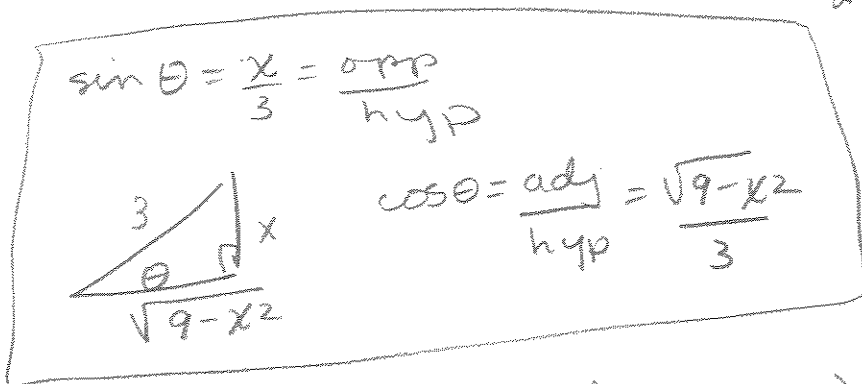 sin θ = x/3 = opp/hyp
cos θ = adj/hyp = √9-x²/3
3
x
θ
√9-x²